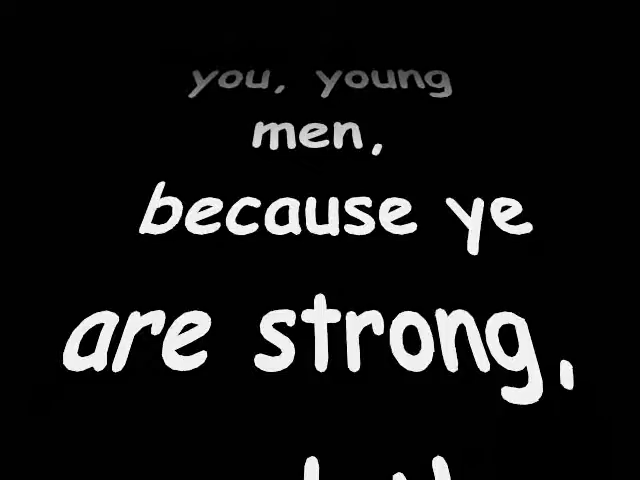 you, young
men,
because ye
are strong,